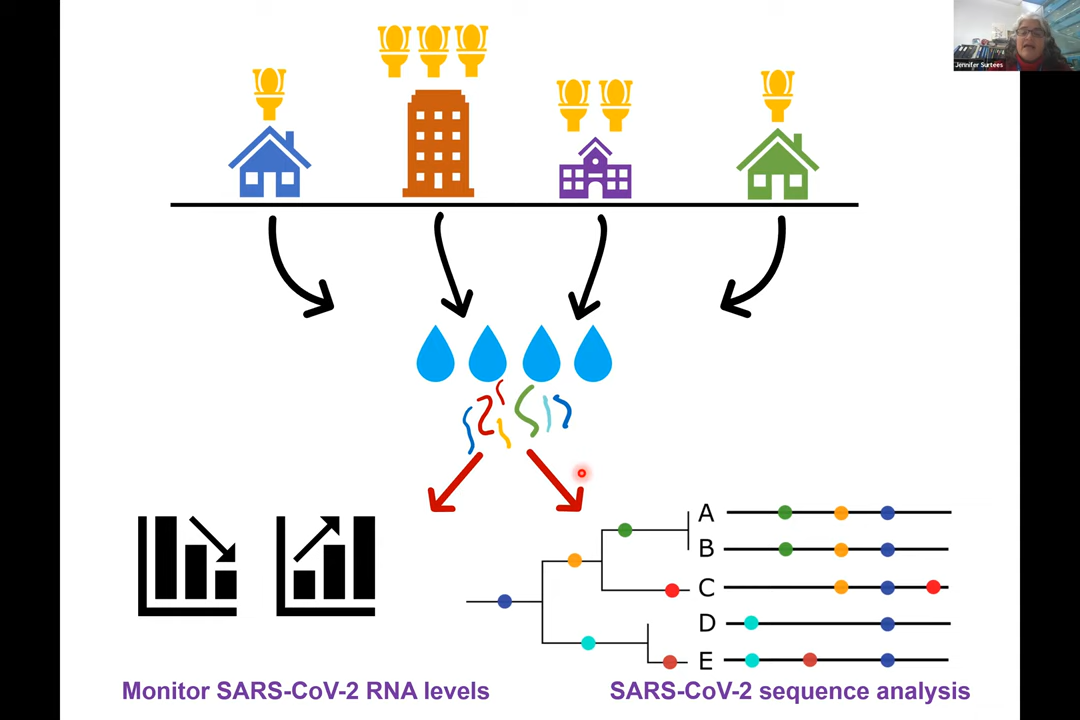 Jennifer Surtees
A
B
C
D
E
Monitor SARS-CoV-2 RNA levels
SARS-CoV-2 sequence analysis